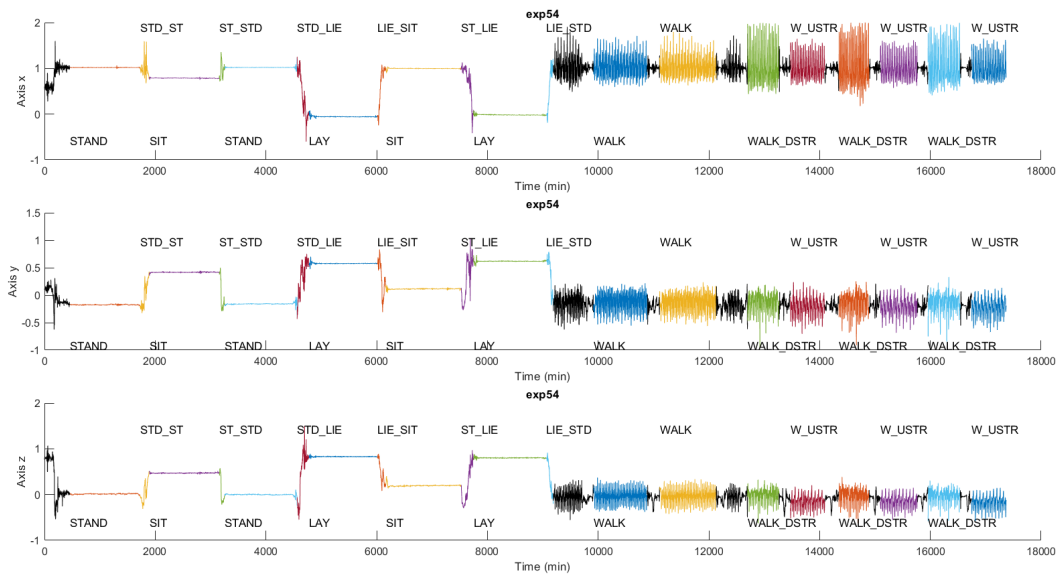 exp54
2
1
0
-1
Axis x
STD_ST ST_STD STD_LIE LIE_SIT ST_LIE LIE_STD WALK W_USTR W_USTR W_USTR
STAND SIT STAND LAY SIT LAY WALK WALK_DSTR WALK_DSTR WALK_DSTR
0 2000 4000 6000 8000 10000 12000 14000 16000 18000
Time (min)
exp54
1.5
1
0.5
0
-0.5
-1
Axis y
STD_ST ST_STD STD_LIE LIE_SIT ST_LIE LIE_STD WALK W_USTR W_USTR W_USTR
STAND SIT STAND LAY SIT LAY WALK WALK_DSTR WALK_DSTR WALK_DSTR
0 2000 4000 6000 8000 10000 12000 14000 16000 18000
Time (min)
exp54
2
1
0
-1
Axis z
STD_ST ST_STD STD_LIE LIE_SIT ST_LIE LIE_STD WALK W_USTR W_USTR W_USTR
STAND SIT STAND LAY SIT LAY WALK WALK_DSTR WALK_DSTR WALK_DSTR
0 2000 4000 6000 8000 10000 12000 14000 16000 18000
Time (min)